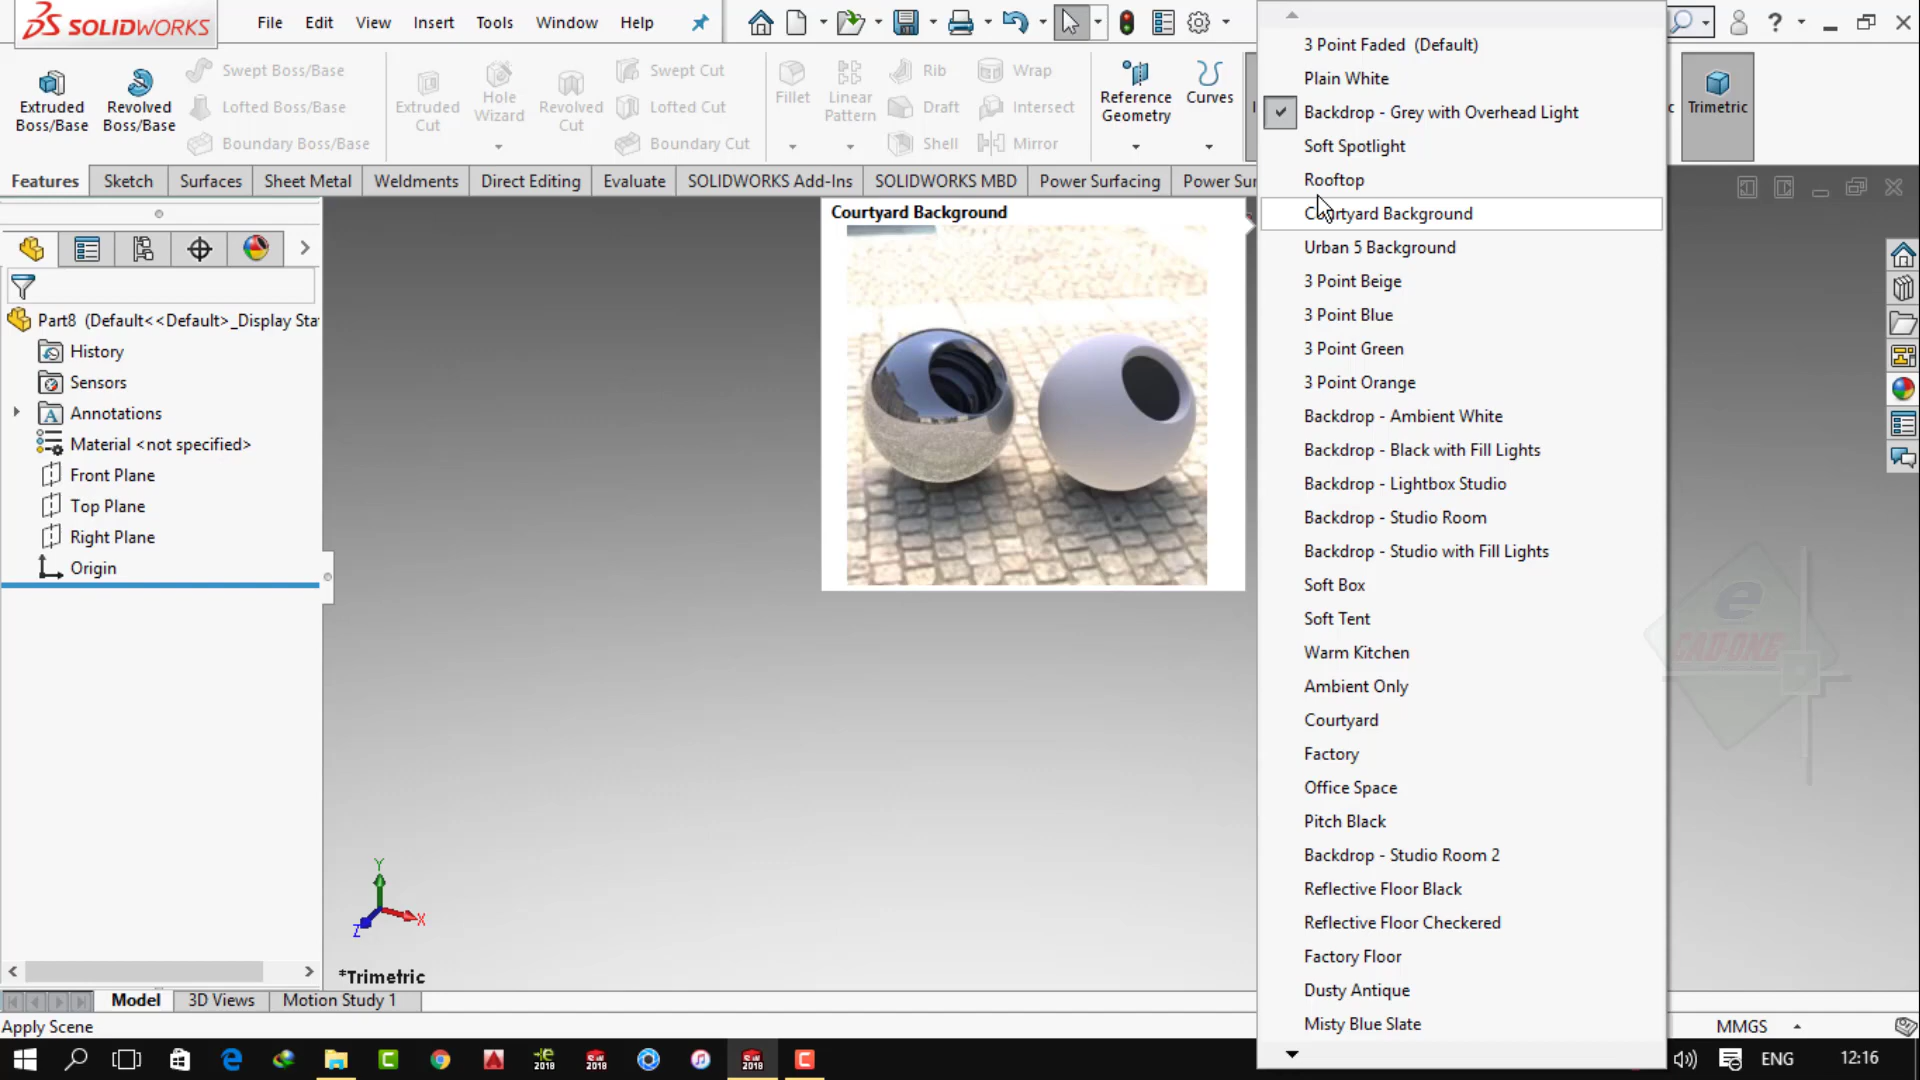 SOLIDWORKS
File Edit View Insert Tools Window Help
Extruded Boss/Base
Revolved Boss/Base
Swept Boss/Base
Lofted Boss/Base
Boundary Boss/Base
Extruded Cut
Hole Wizard
Revolved Cut
Swept Cut
Lofted Cut
Boundary Cut
Fillet
Linear Pattern
Rib
Draft
Shell
Wrap
Intersect
Mirror
Reference Geometry
Curves
Trimetric
Features Sketch Surfaces Sheet Metal Weldments Direct Editing Evaluate SOLIDWORKS Add-Ins SOLIDWORKS MBD Power Surfacing Power Sur
Part8 (Default<<Default>_Display Sta
History
Sensors
Annotations
Material <not specified>
Front Plane
Top Plane
Right Plane
Origin
Courtyard Background
3 Point Faded (Default)
Plain White
Backdrop - Grey with Overhead Light
Soft Spotlight
Rooftop
Courtyard Background
Urban 5 Background
3 Point Beige
3 Point Blue
3 Point Green
3 Point Orange
Backdrop - Ambient White
Backdrop - Black with Fill Lights
Backdrop - Lightbox Studio
Backdrop - Studio Room
Backdrop - Studio with Fill Lights
Soft Box
Soft Tent
Warm Kitchen
Ambient Only
Courtyard
Factory
Office Space
Pitch Black
Backdrop - Studio Room 2
Reflective Floor Black
Reflective Floor Checkered
Factory Floor
Dusty Antique
Misty Blue Slate
e
CAD-ONE
Y
X
Z
*Trimetric
Model 3D Views Motion Study 1
Apply Scene
MMGS
ENG 12:16